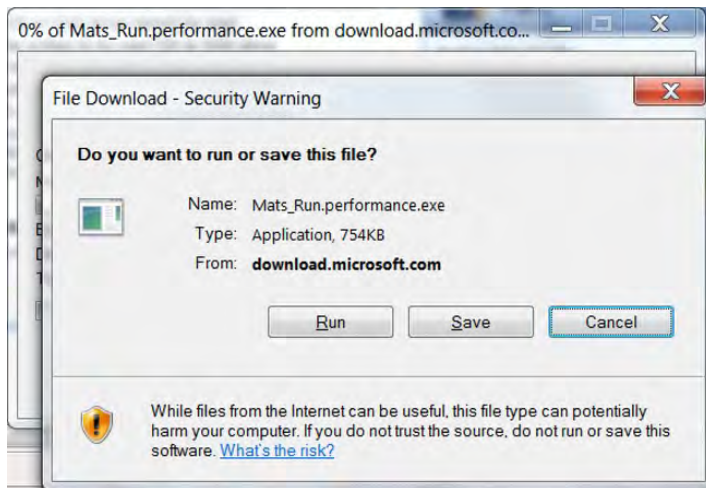 0% of Mats_Run.performance.exe from download.microsoft.co...
File Download - Security Warning
Do you want to run or save this file?
Name: Mats_Run.performance.exe
Type: Application, 754KB
From: download.microsoft.com
Run Save Cancel
While files from the Internet can be useful, this file type can potentially
harm your computer. If you do not trust the source, do not run or save this
software. What's the risk?